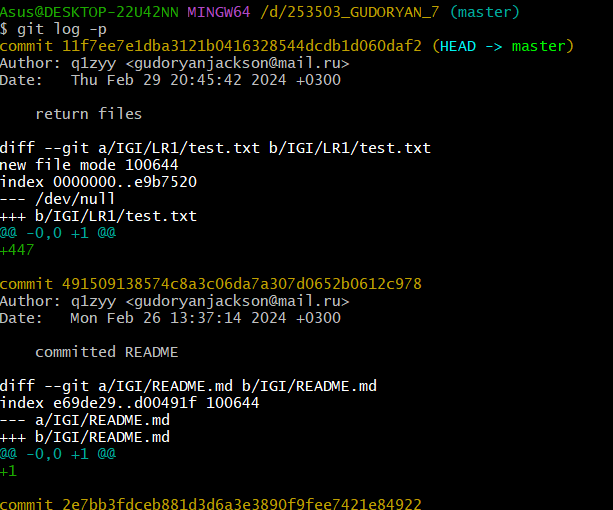 Asus@DESKTOP-22U42NN MINGW64 /d/253503_GUDORYAN_7 (master)
$ git log -p
commit 11f7ee7e1dba3121b0416328544dcdb1d060daf2 (HEAD -> master)
Author: q1zyy <gudoryanjackson@mail.ru>
Date:   Thu Feb 29 20:45:42 2024 +0300
    return files
diff --git a/IGI/LR1/test.txt b/IGI/LR1/test.txt
new file mode 100644
index 0000000..e9b7520
--- /dev/null
+++ b/IGI/LR1/test.txt
@@ -0,0 +1 @@
+447
commit 491509138574c8a3c06da7a307d0652b0612c978
Author: q1zyy <gudoryanjackson@mail.ru>
Date:   Mon Feb 26 13:37:14 2024 +0300
    committed README
diff --git a/IGI/README.md b/IGI/README.md
index e69de29..d00491f 100644
--- a/IGI/README.md
+++ b/IGI/README.md
@@ -0,0 +1 @@
+1
commit 2e7bb3fdceb881d3d6a3e3890f9fee7421e84922